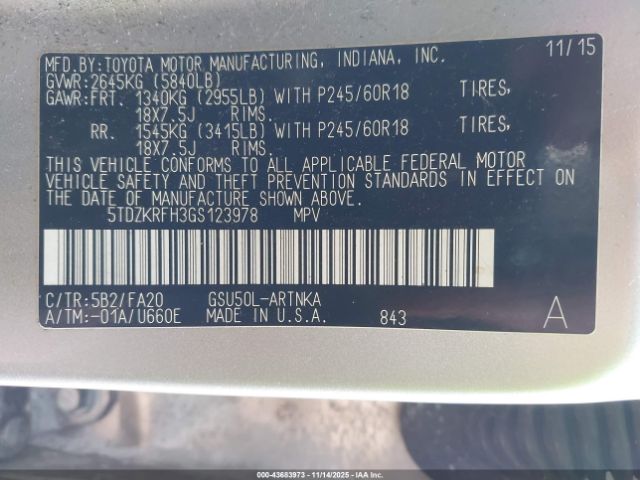 MFD.BY:TOYOTA MOTOR MANUFACTURING, INDIANA, INC. 11/15
GVWR:2645KG (5840LB)
GAWR:FRT. 1340KG (2955LB) WITH P245/60R18 TIRES,
18X7.5J RIMS.
RR. 1545KG (3415LB) WITH P245/60R18 TIRES,
18X7.5J RIMS.
THIS VEHICLE CONFORMS TO ALL APPLICABLE FEDERAL MOTOR
VEHICLE SAFETY AND THEFT PREVENTION STANDARDS IN EFFECT ON
THE DATE OF MANUFACTURE SHOWN ABOVE.
5TDZKRFH3GS123978 MPV
C/TR:5B2/FA20 GSU50L-ARTNKA
A/TM:-01A/U660E MADE IN U.S.A. 843 A
000-43683973 - 11/14/2025 - IAAI.COM